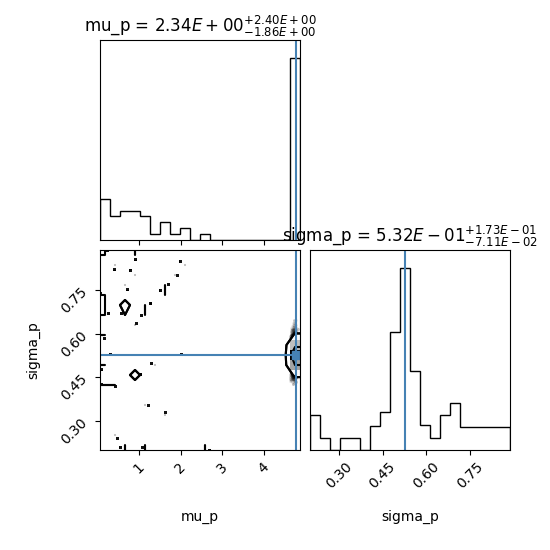 mu_p = 2.34E + 00+2.40E + 00
−1.86E + 00
sigma_p = 5.32E − 01+1.73E − 01
−7.11E − 02
sigma_p
0.75
0.60
0.45
0.30
1 2 3 4
0.30 0.45 0.60 0.75
mu_p
sigma_p